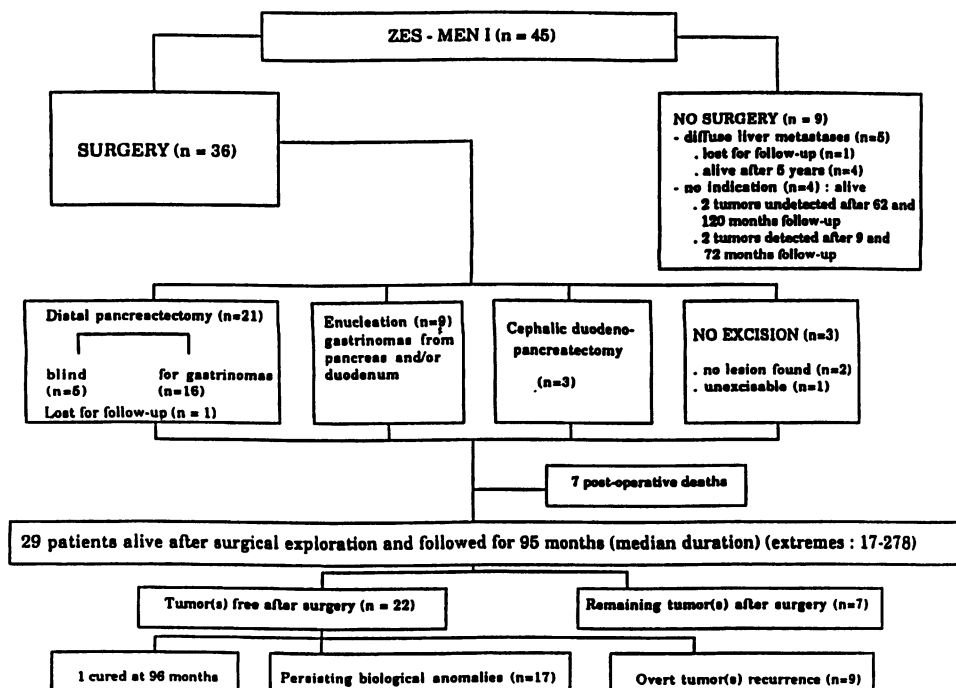 ZES - MEN I (n = 45)
SURGERY (n = 36)
NO SURGERY (n = 9)
- diffuse liver metastases (n=5)
. lost for follow-up (n=1)
. alive after 5 years (n=4)
- no indication (n=4) : alive
. 2 tumors undetected after 62 and
120 months follow-up
. 2 tumors detected after 9 and
72 months follow-up
Distal pancreactectomy (n=21)
blind
(n=5)
for gastrinomas
(n=16)
Lost for follow-up (n = 1)
Enucleation (n=9)
gastrinomas from
pancreas and/or
duodenum
Cephalic duodeno-
pancreatectomy
(n=3)
NO EXCISION (n=3)
. no lesion found (n=2)
. unexcisable (n=1)
7 post-operative deaths
29 patients alive after surgical exploration and followed for 95 months (median duration) (extremes : 17-278)
Tumor(s) free after surgery (n = 22)
Remaining tumor(s) after surgery (n=7)
1 cured at 96 months
Persisting biological anomalies (n=17)
Overt tumor(s) recurrence (n=9)